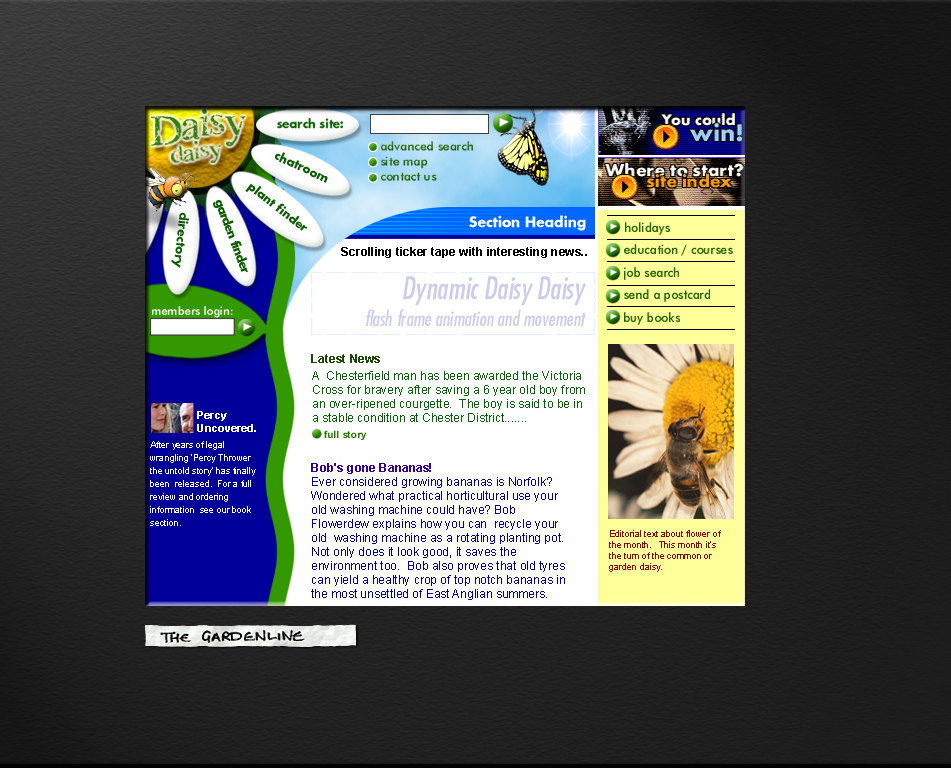 Daisy
daisy
search site:
chatroom
plant finder
garden finder
directory
advanced search
site map
contact us
You could
win!
Where to start?
site index
Section Heading
Scrolling ticker tape with interesting news..
Dynamic Daisy Daisy
flash frame animation and movement
members login:
Percy
Uncovered.
After years of legal
wrangling 'Percy Thrower
the untold story' has finally
been released. For a full
review and ordering
information see our book
section.
Latest News
A Chesterfield man has been awarded the Victoria
Cross for bravery after saving a 6 year old boy from
an over-ripened courgette. The boy is said to be in
a stable condition at Chester District.......
full story
Bob's gone Bananas!
Ever considered growing bananas is Norfolk?
Wondered what practical horticultural use your
old washing machine could have? Bob
Flowerdew explains how you can recycle your
old washing machine as a rotating planting pot.
Not only does it look good, it saves the
environment too. Bob also proves that old tyres
can yield a healthy crop of top notch bananas in
the most unsettled of East Anglian summers.
holidays
education / courses
job search
send a postcard
buy books
Editorial text about flower of
the month. This month it's
the turn of the common or
garden daisy.
THE GARDENLINE